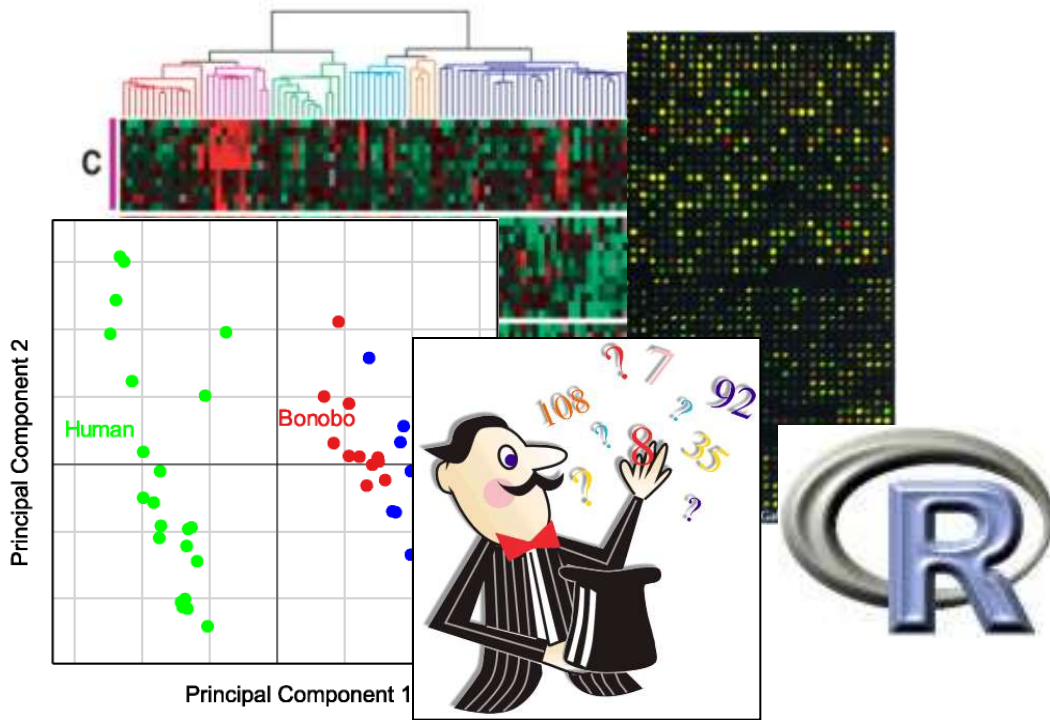 C
Principal Component 2
Human
Bonobo
Principal Component 1
? 7
108 ? ? 92
? 8 35
?
R